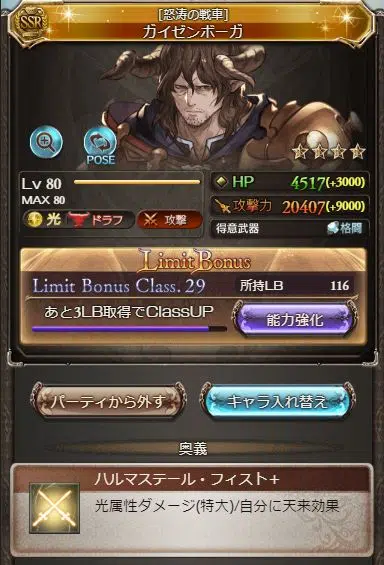 SSR
[怒涛の戦車]
ガイゼンボーガ
POSE
Lv 80
MAX 80
光 ドラフ 攻撃
HP 4517(+3000)
攻撃力 20407(+9000)
得意武器 格闘
Limit Bonus
Limit Bonus Class. 29
所持LB 116
あと3LB取得でClassUP
能力強化
パーティから外す
キャラ入れ替え
奥義
ハルマステール・フィスト+
光属性ダメージ(特大)/自分に天来効果